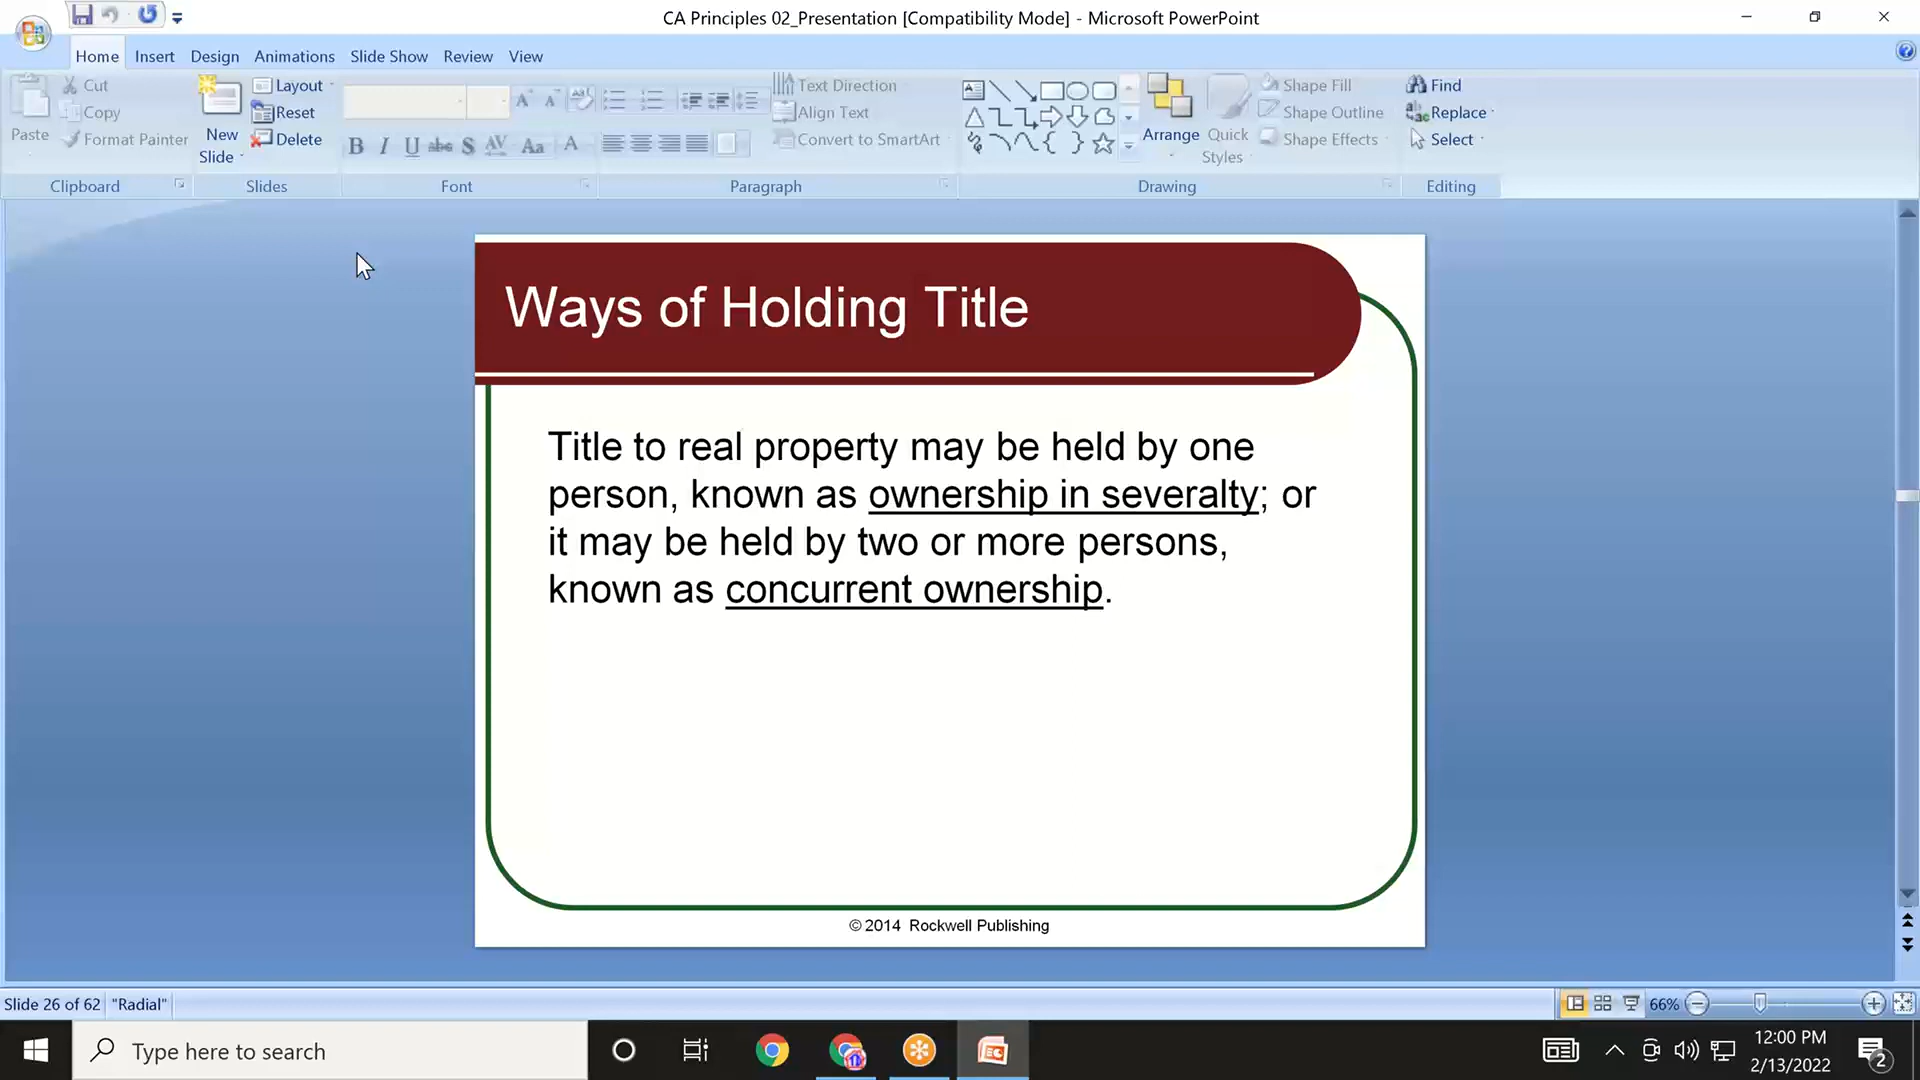 CA Principles 02_Presentation [Compatibility Mode] - Microsoft PowerPoint
Home Insert Design Animations Slide Show Review View
Paste
Cut
Copy
Format Painter
Clipboard
New
Slide
Layout
Reset
Delete
Slides
B I U abc S AV Aa A
Font
Text Direction
Align Text
Convert to SmartArt
Paragraph
Arrange
Quick
Styles
Shape Fill
Shape Outline
Shape Effects
Drawing
Find
Replace
Select
Editing
Ways of Holding Title
Title to real property may be held by one
person, known as ownership in severalty; or
it may be held by two or more persons,
known as concurrent ownership.
© 2014 Rockwell Publishing
Slide 26 of 62 "Radial" 66%
Type here to search
12:00 PM
2/13/2022
2